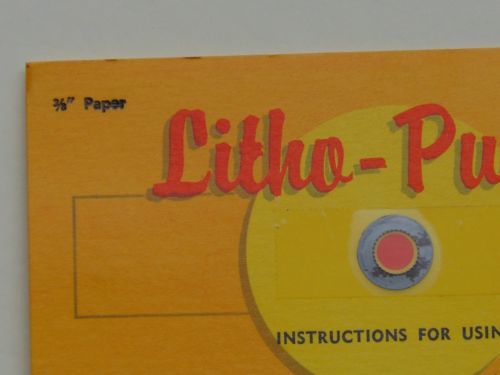 ⅜" Paper
Litho-Pu
INSTRUCTIONS FOR USIN